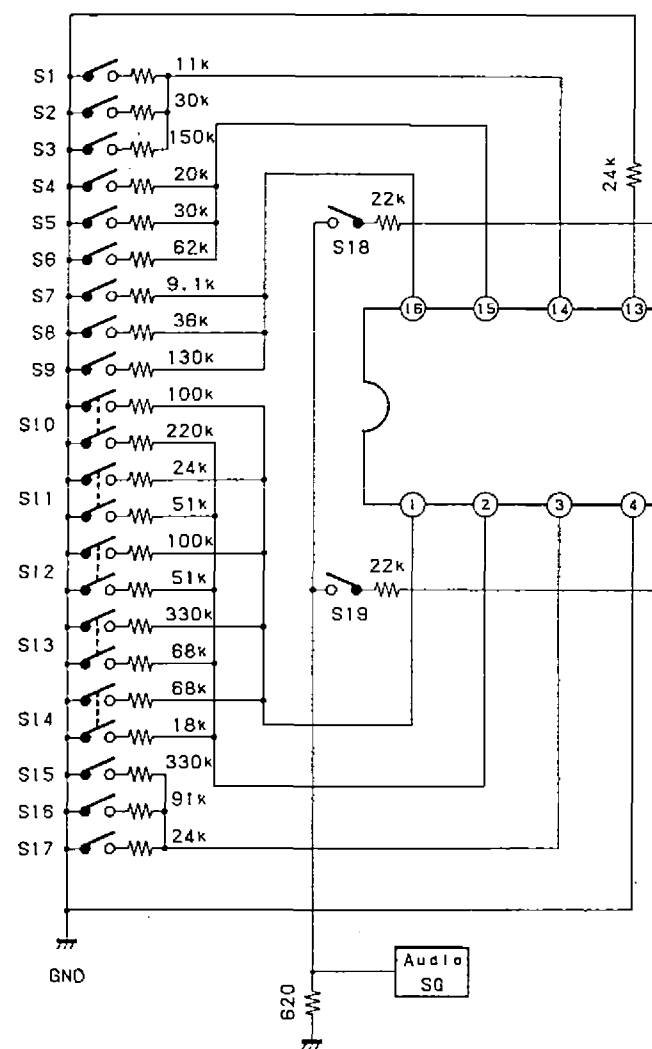 S1 11k
S2 30k
S3 150k
S4 20k
S5 30k
S6 62k
S7 9.1k
S8 36k
S9 130k
S10 100k
220k
S11 24k
51k
S12 100k
51k
S13 330k
68k
S14 68k
18k
S15 330k
S16 91k
S17 24k
GND
22k
S18
24k
16 15 14 13
1 2 3 4
22k
S19
620
Audio
SG